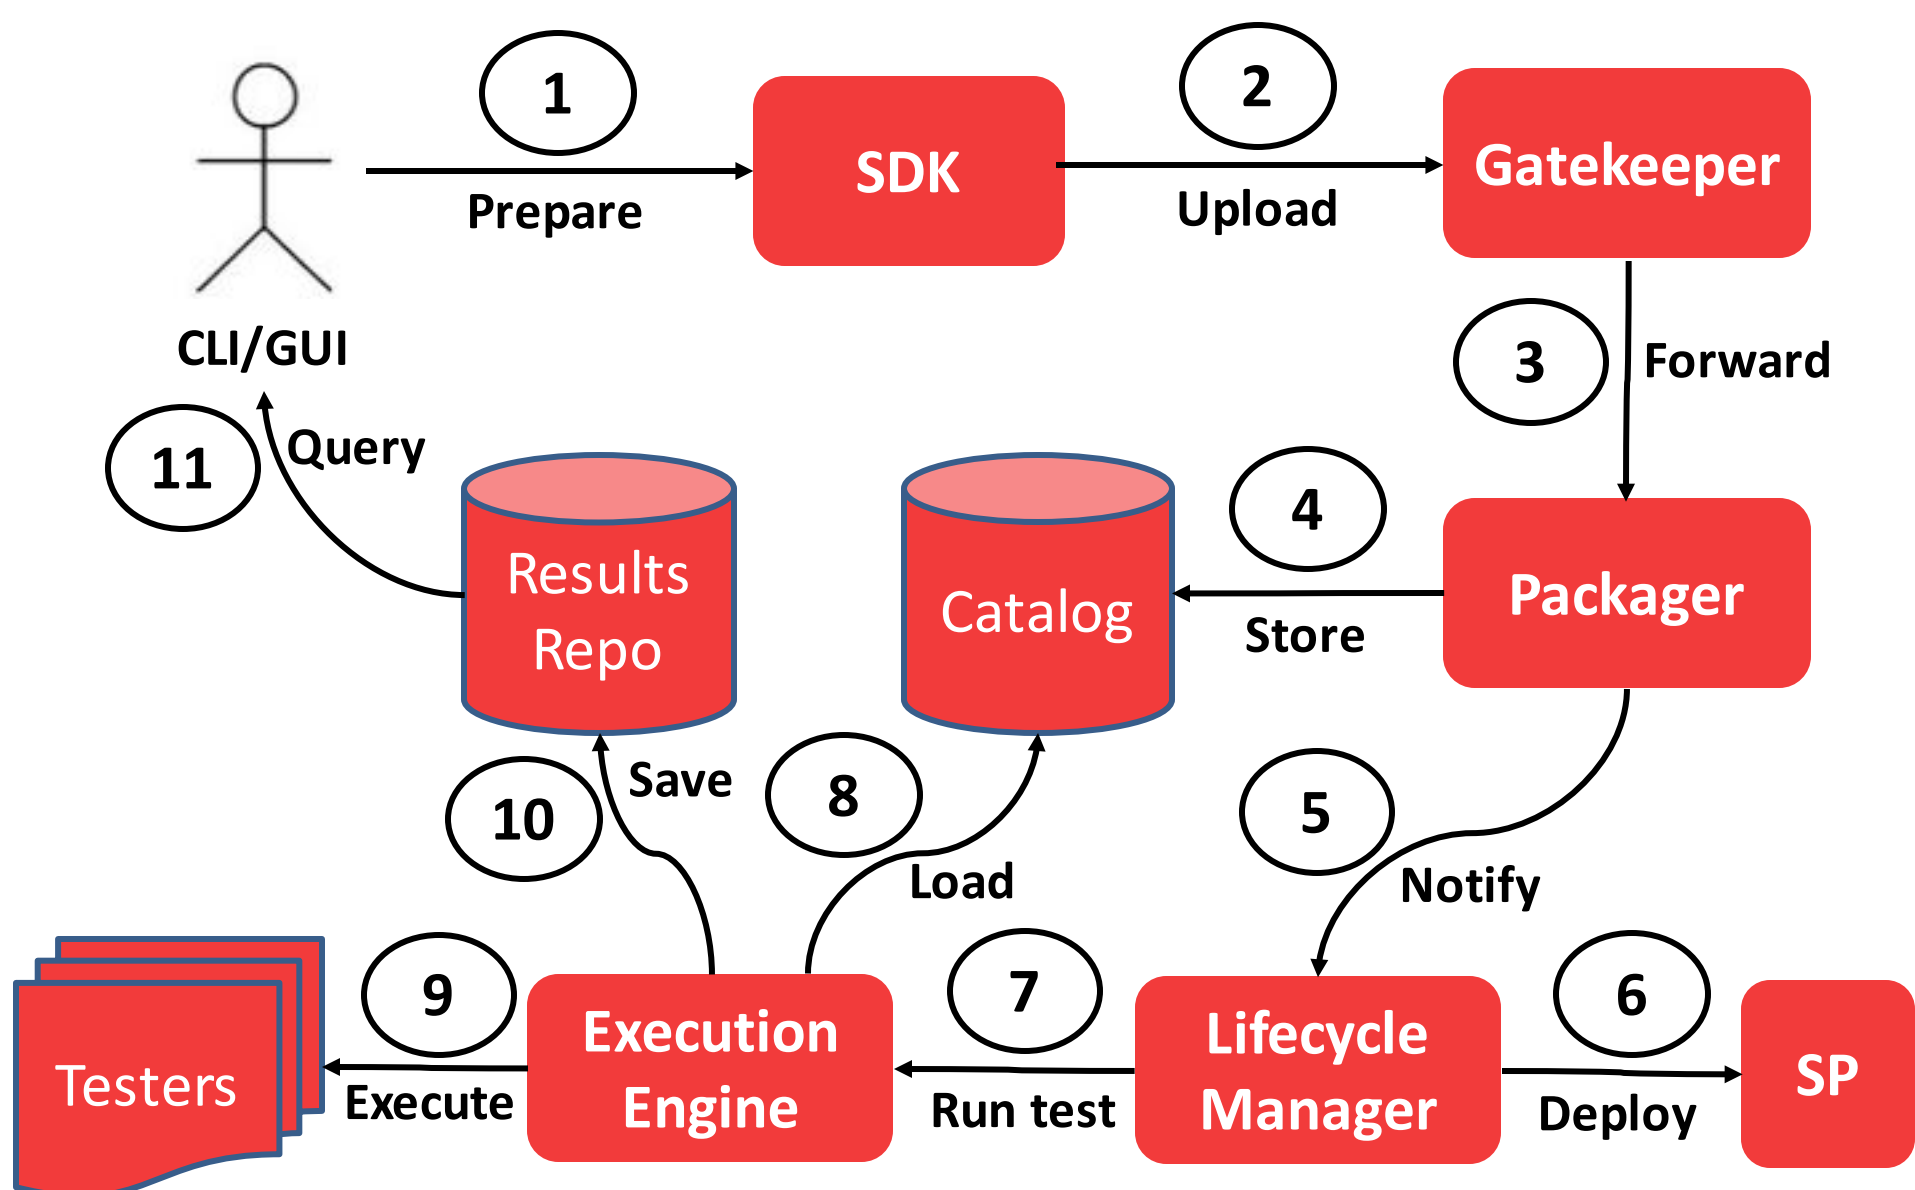 1
Prepare
SDK
2
Upload
Gatekeeper
CLI/GUI
3
Forward
11
Query
Results
Repo
Catalog
4
Store
Packager
10
Save
8
Load
5
Notify
Testers
9
Execute
Execution
Engine
7
Run test
Lifecycle
Manager
6
Deploy
SP